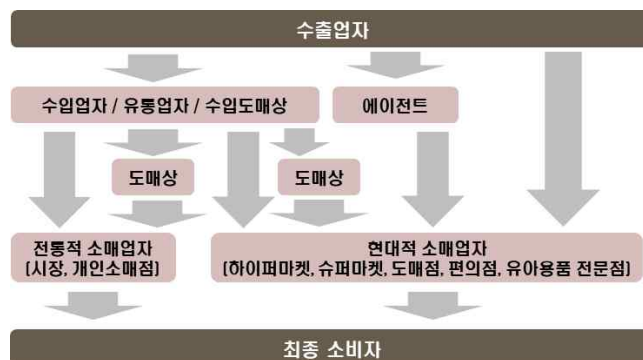 수출업자
수입업자 / 유통업자 / 수입도매상
에이전트
도매상
도매상
전통적 소매업자
(시장, 개인소매점)
현대적 소매업자
(하이퍼마켓, 슈퍼마켓, 도매점, 편의점, 유아용품 전문점)
최종 소비자